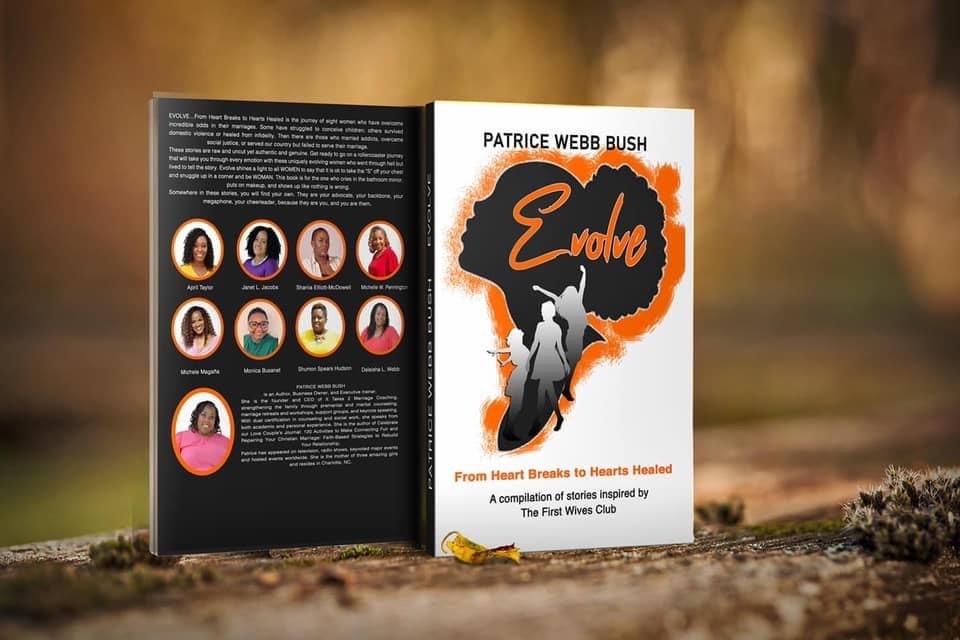 EVOLVE...From Heart Breaks to Hearts Healed is the journey of eight women who have overcome
incredible odds in their marriages. Some have struggled to conceive children; others survived
domestic violence or healed from infidelity. Then there are those who married addicts, overcame
social justice, or served our country but failed to serve their marriage.
These stories are raw and uncut yet authentic and genuine. Get ready to go on a rollercoaster journey
that will take you through every emotion with these uniquely evolving women who went through hell but
lived to tell the story. Evolve shines a light to all WOMEN to say that it is ok to take the "S" off your chest
and snuggle up in a corner and be WOMAN. This book is for the one who cries in the bathroom mirror,
puts on makeup, and shows up like nothing is wrong.
Somewhere in these stories, you will find your own. They are your advocate, your backbone, your
megaphone, your cheerleader, because they are you, and you are them.
April Taylor
Janet L. Jacobs
Sharria Elliott-McDowell
Michelle W. Pennington
Michele Magaña
Monica Busanet
Shumon Spears Hudson
Daleisha L. Webb
PATRICE WEBB BUSH
is an Author, Business Owner, and Executive trainer.
She is the founder and CEO of It Takes 2 Marriage Coaching,
strengthening the family through premarital and marital counseling,
marriage retreats and workshops, support groups, and keynote speaking.
With dual certification in counseling and social work, she speaks from
both academic and personal experience. She is the author of Celebrate
our Love-Couple's Journal: 120 Activities to Make Connecting Fun and
Repairing Your Christian Marriage: Faith-Based Strategies to Rebuild
Your Relationship.
Patrice has appeared on television, radio shows, keynoted major events
and hosted events worldwide. She is the mother of three amazing girls
and resides in Charlotte, NC.
PATRICE WEBB BUSH EVOLVE
PATRICE WEBB BUSH
Evolve
From Heart Breaks to Hearts Healed
A compilation of stories inspired by
The First Wives Club